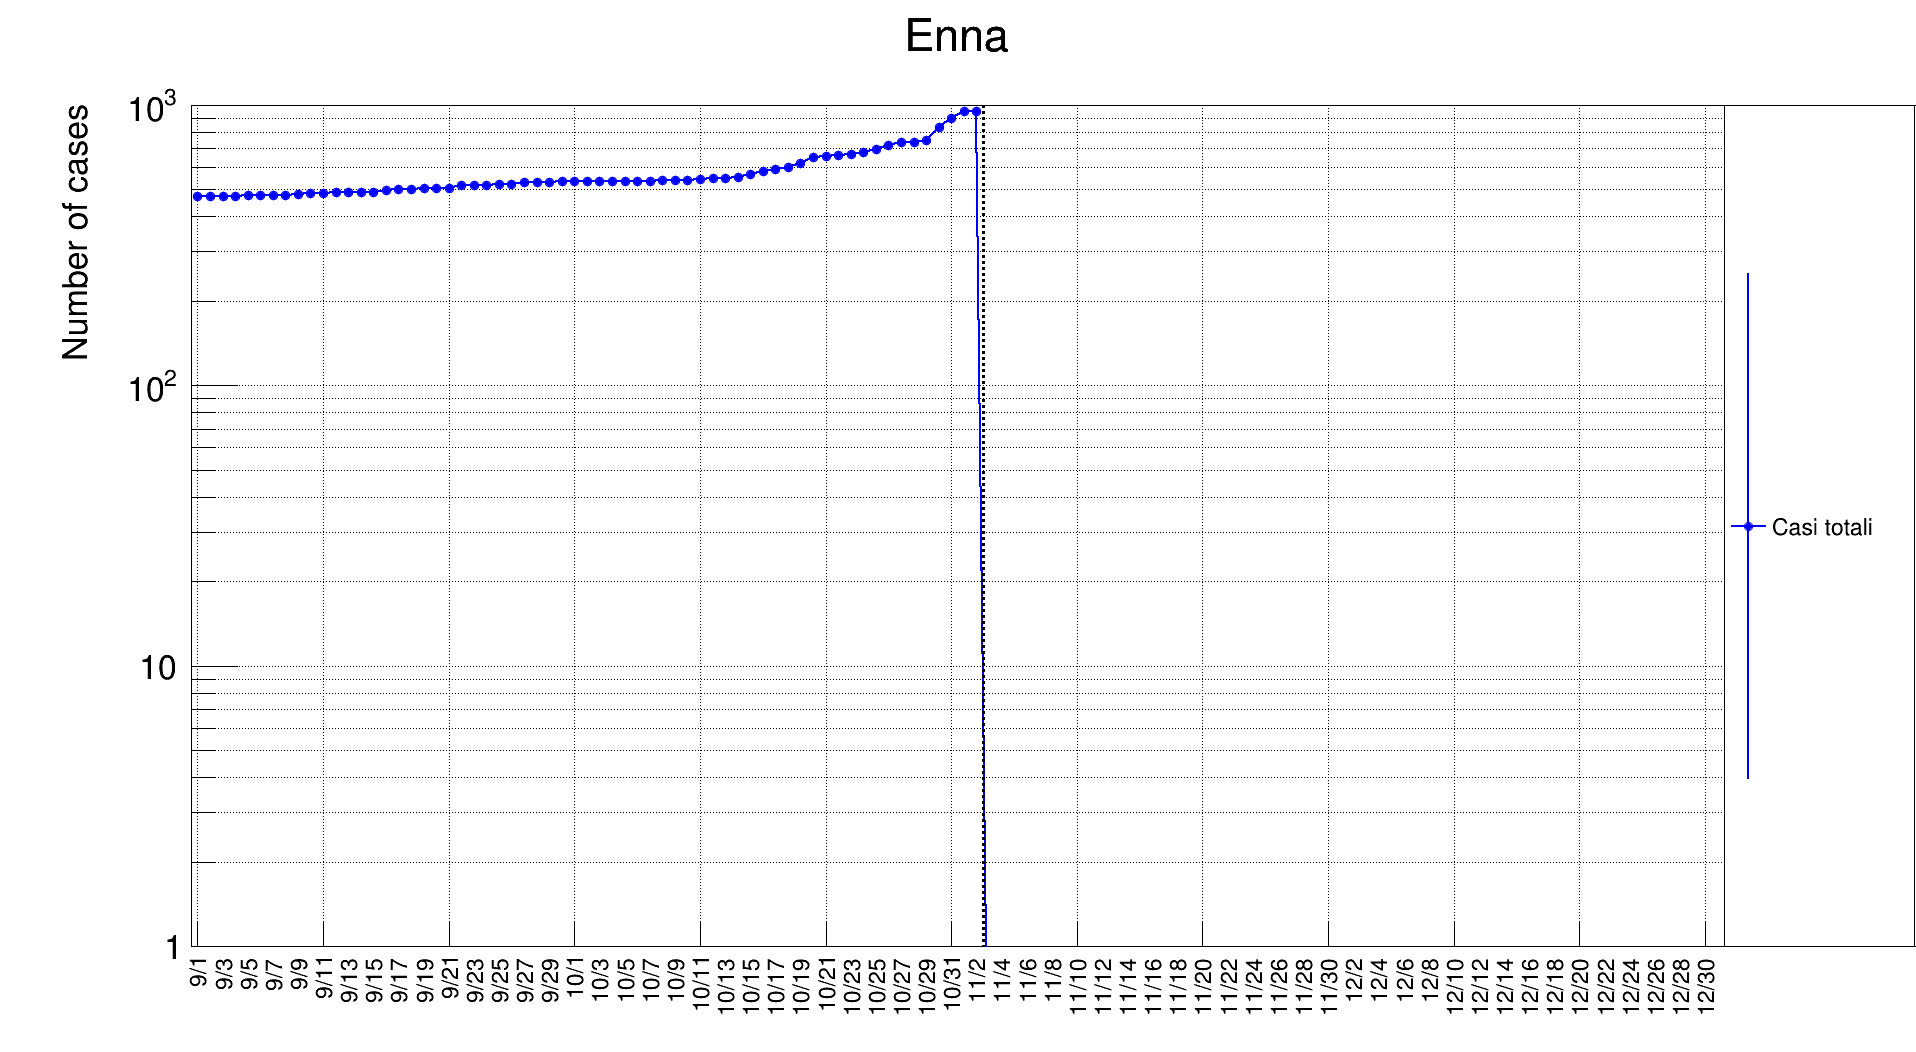 Enna
Number of cases
10³
10²
10
1
9/1 9/3 9/5 9/7 9/9 9/11 9/13 9/15 9/17 9/19 9/21 9/23 9/25 9/27 9/29 10/1 10/3 10/5 10/7 10/9 10/11 10/13 10/15 10/17 10/19 10/21 10/23 10/25 10/27 10/29 10/31 11/2 11/4 11/6 11/8 11/10 11/12 11/14 11/16 11/18 11/20 11/22 11/24 11/26 11/28 11/30 12/2 12/4 12/6 12/8 12/10 12/12 12/14 12/16 12/18 12/20 12/22 12/24 12/26 12/28 12/30
Casi totali